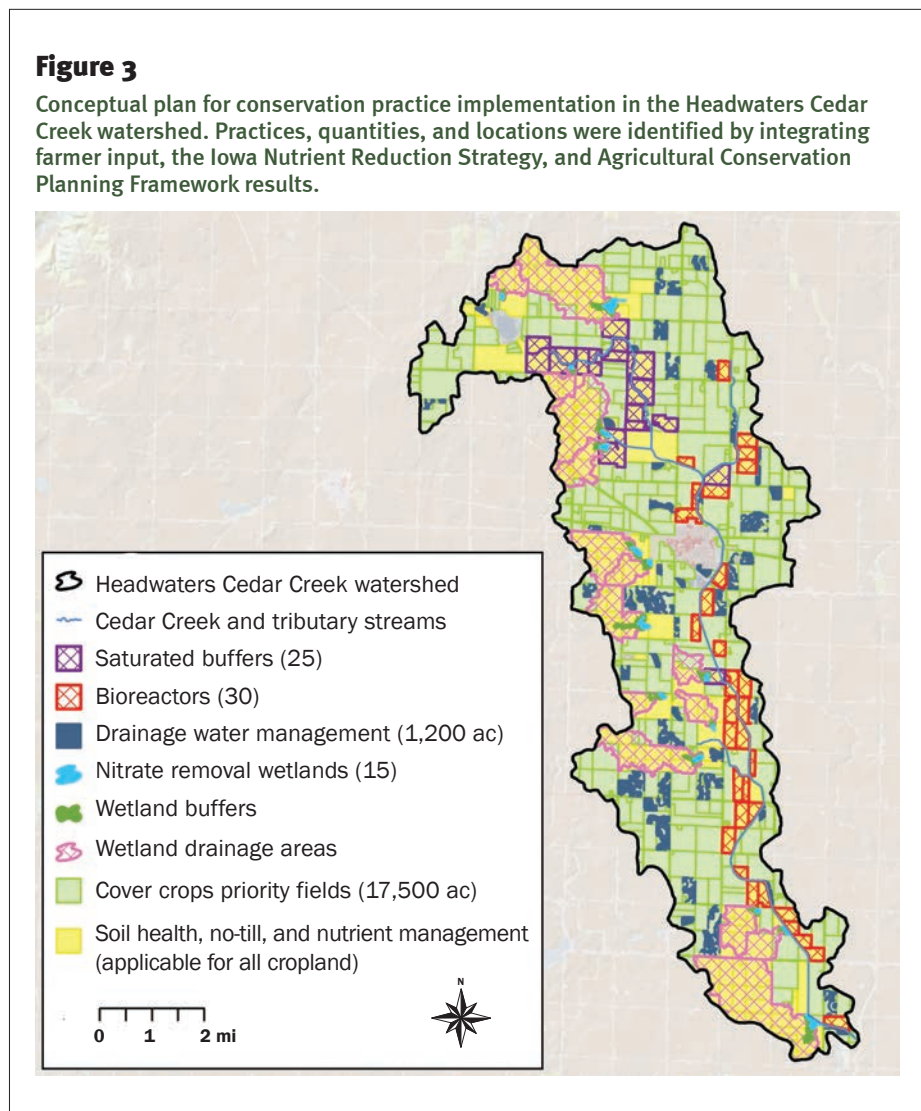 Figure 3
Conceptual plan for conservation practice implementation in the Headwaters Cedar
Creek watershed. Practices, quantities, and locations were identified by integrating
farmer input, the Iowa Nutrient Reduction Strategy, and Agricultural Conservation
Planning Framework results.
Headwaters Cedar Creek watershed
Cedar Creek and tributary streams
Saturated buffers (25)
Bioreactors (30)
Drainage water management (1,200 ac)
Nitrate removal wetlands (15)
Wetland buffers
Wetland drainage areas
Cover crops priority fields (17,500 ac)
Soil health, no-till, and nutrient management
(applicable for all cropland)
N
0 1 2 mi